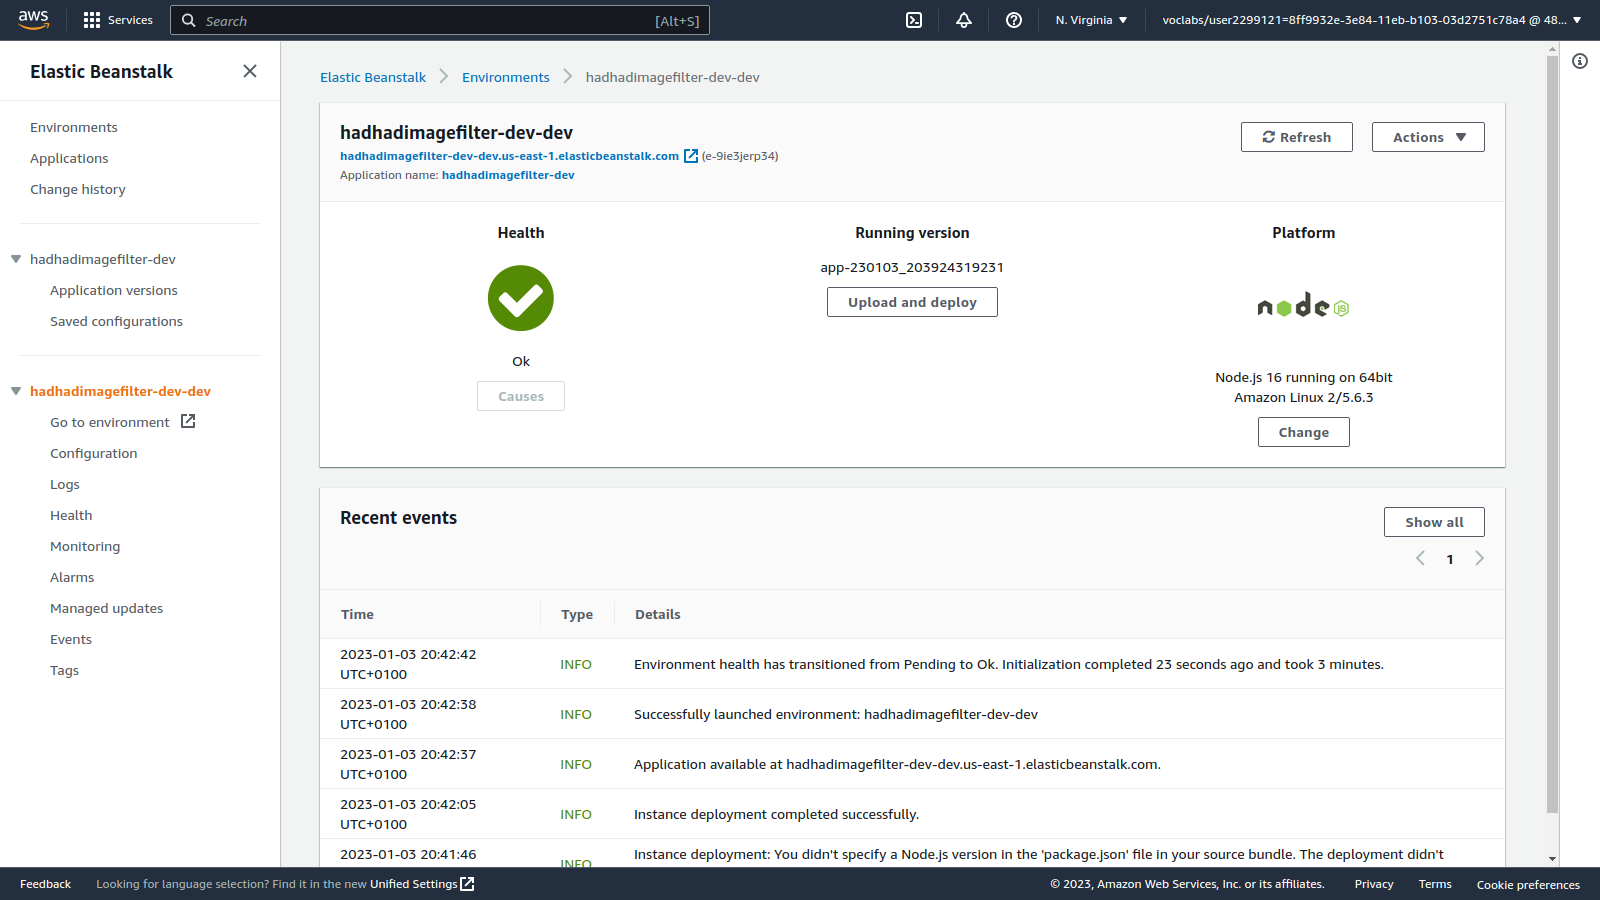 aws
Services
Search
[Alt+S]
N. Virginia
voclabs/user2299121=8ff9932e-3e84-11eb-b103-03d2751c78a4 @ 48...
Elastic Beanstalk
Environments
Applications
Change history
hadhadimagefilter-dev
Application versions
Saved configurations
hadhadimagefilter-dev-dev
Go to environment
Configuration
Logs
Health
Monitoring
Alarms
Managed updates
Events
Tags
Elastic Beanstalk
Environments
hadhadimagefilter-dev-dev
hadhadimagefilter-dev-dev
hadhadimagefilter-dev-dev.us-east-1.elasticbeanstalk.com (e-9ie3jerp34)
Application name: hadhadimagefilter-dev
Refresh
Actions
Health
Ok
Causes
Running version
app-230103_203924319231
Upload and deploy
Platform
node JS
Node.js 16 running on 64bit
Amazon Linux 2/5.6.3
Change
Recent events
Show all
1
Time Type Details
2023-01-03 20:42:42
UTC+0100
INFO
Environment health has transitioned from Pending to Ok. Initialization completed 23 seconds ago and took 3 minutes.
2023-01-03 20:42:38
UTC+0100
INFO
Successfully launched environment: hadhadimagefilter-dev-dev
2023-01-03 20:42:37
UTC+0100
INFO
Application available at hadhadimagefilter-dev-dev.us-east-1.elasticbeanstalk.com.
2023-01-03 20:42:05
UTC+0100
INFO
Instance deployment completed successfully.
2023-01-03 20:41:46
INFO
Instance deployment: You didn't specify a Node.js version in the 'package.json' file in your source bundle. The deployment didn't
Feedback
Looking for language selection? Find it in the new Unified Settings
© 2023, Amazon Web Services, Inc. or its affiliates.
Privacy
Terms
Cookie preferences